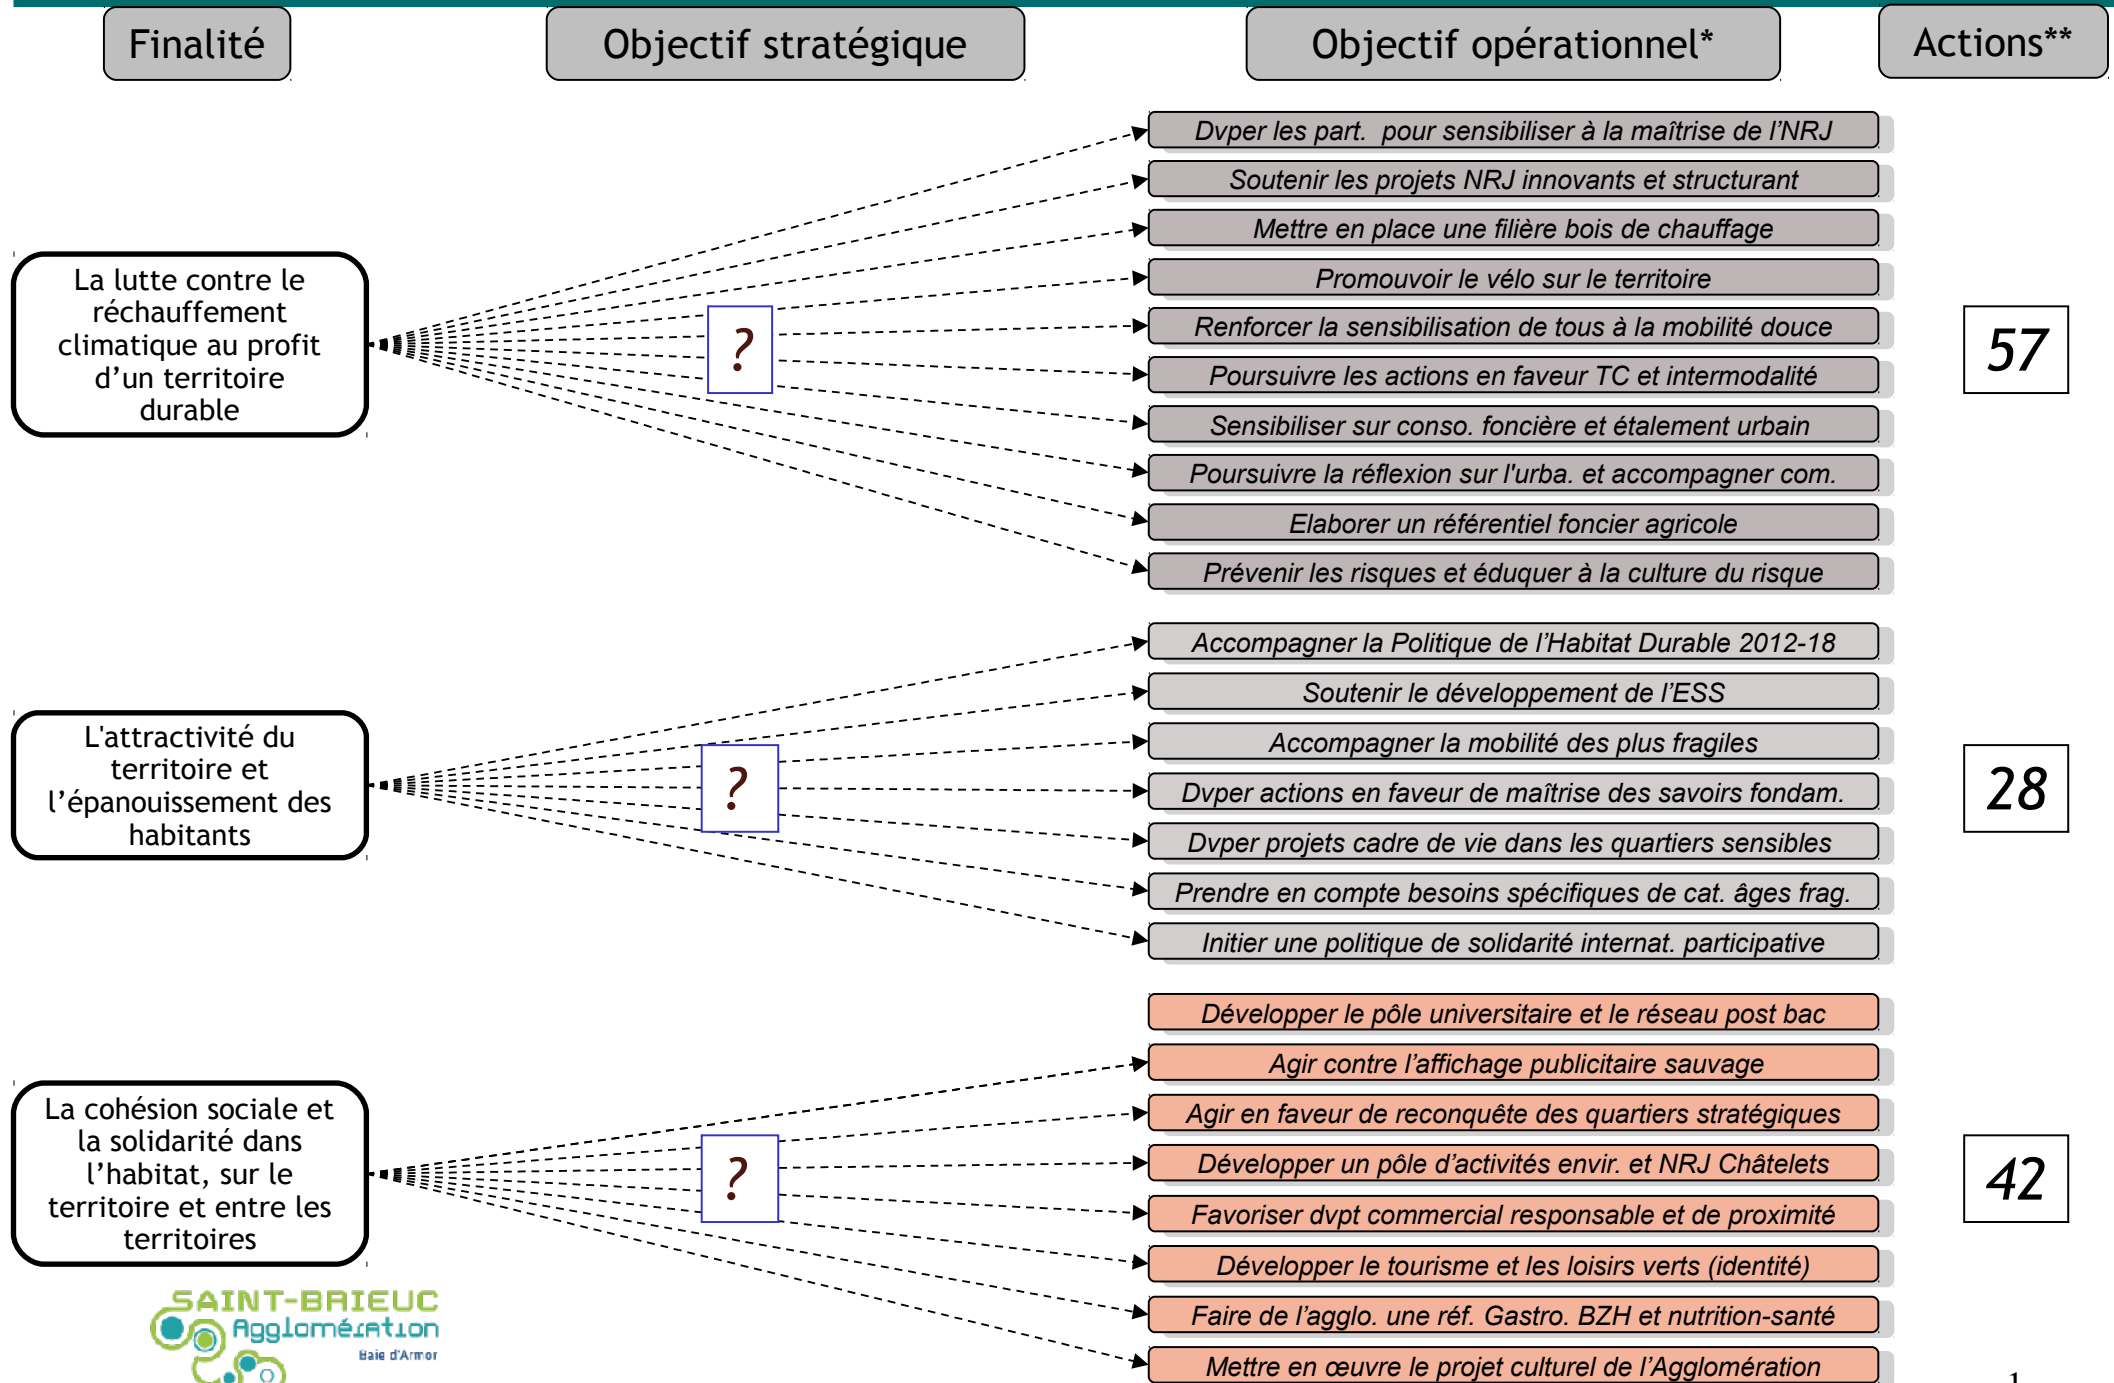 Finalité
Objectif stratégique
Objectif opérationnel*
Actions**
La lutte contre le
réchauffement
climatique au profit
d’un territoire
durable
?
Dvper les part. pour sensibiliser à la maîtrise de l’NRJ
Soutenir les projets NRJ innovants et structurant
Mettre en place une filière bois de chauffage
Promouvoir le vélo sur le territoire
Renforcer la sensibilisation de tous à la mobilité douce
Poursuivre les actions en faveur TC et intermodalité
Sensibiliser sur conso. foncière et étalement urbain
Poursuivre la réflexion sur l'urba. et accompagner com.
Elaborer un référentiel foncier agricole
Prévenir les risques et éduquer à la culture du risque
57
L'attractivité du
territoire et
l’épanouissement des
habitants
?
Accompagner la Politique de l’Habitat Durable 2012-18
Soutenir le développement de l’ESS
Accompagner la mobilité des plus fragiles
Dvper actions en faveur de maîtrise des savoirs fondam.
Dvper projets cadre de vie dans les quartiers sensibles
Prendre en compte besoins spécifiques de cat. âges frag.
Initier une politique de solidarité internat. participative
28
La cohésion sociale et
la solidarité dans
l’habitat, sur le
territoire et entre les
territoires
?
Développer le pôle universitaire et le réseau post bac
Agir contre l’affichage publicitaire sauvage
Agir en faveur de reconquête des quartiers stratégiques
Développer un pôle d’activités envir. et NRJ Châtelets
Favoriser dvpt commercial responsable et de proximité
Développer le tourisme et les loisirs verts (identité)
Faire de l’agglo. une réf. Gastro. BZH et nutrition-santé
Mettre en œuvre le projet culturel de l’Agglomération
42
SAINT-BRIEUC
Agglomération
Baie d'Armor
1